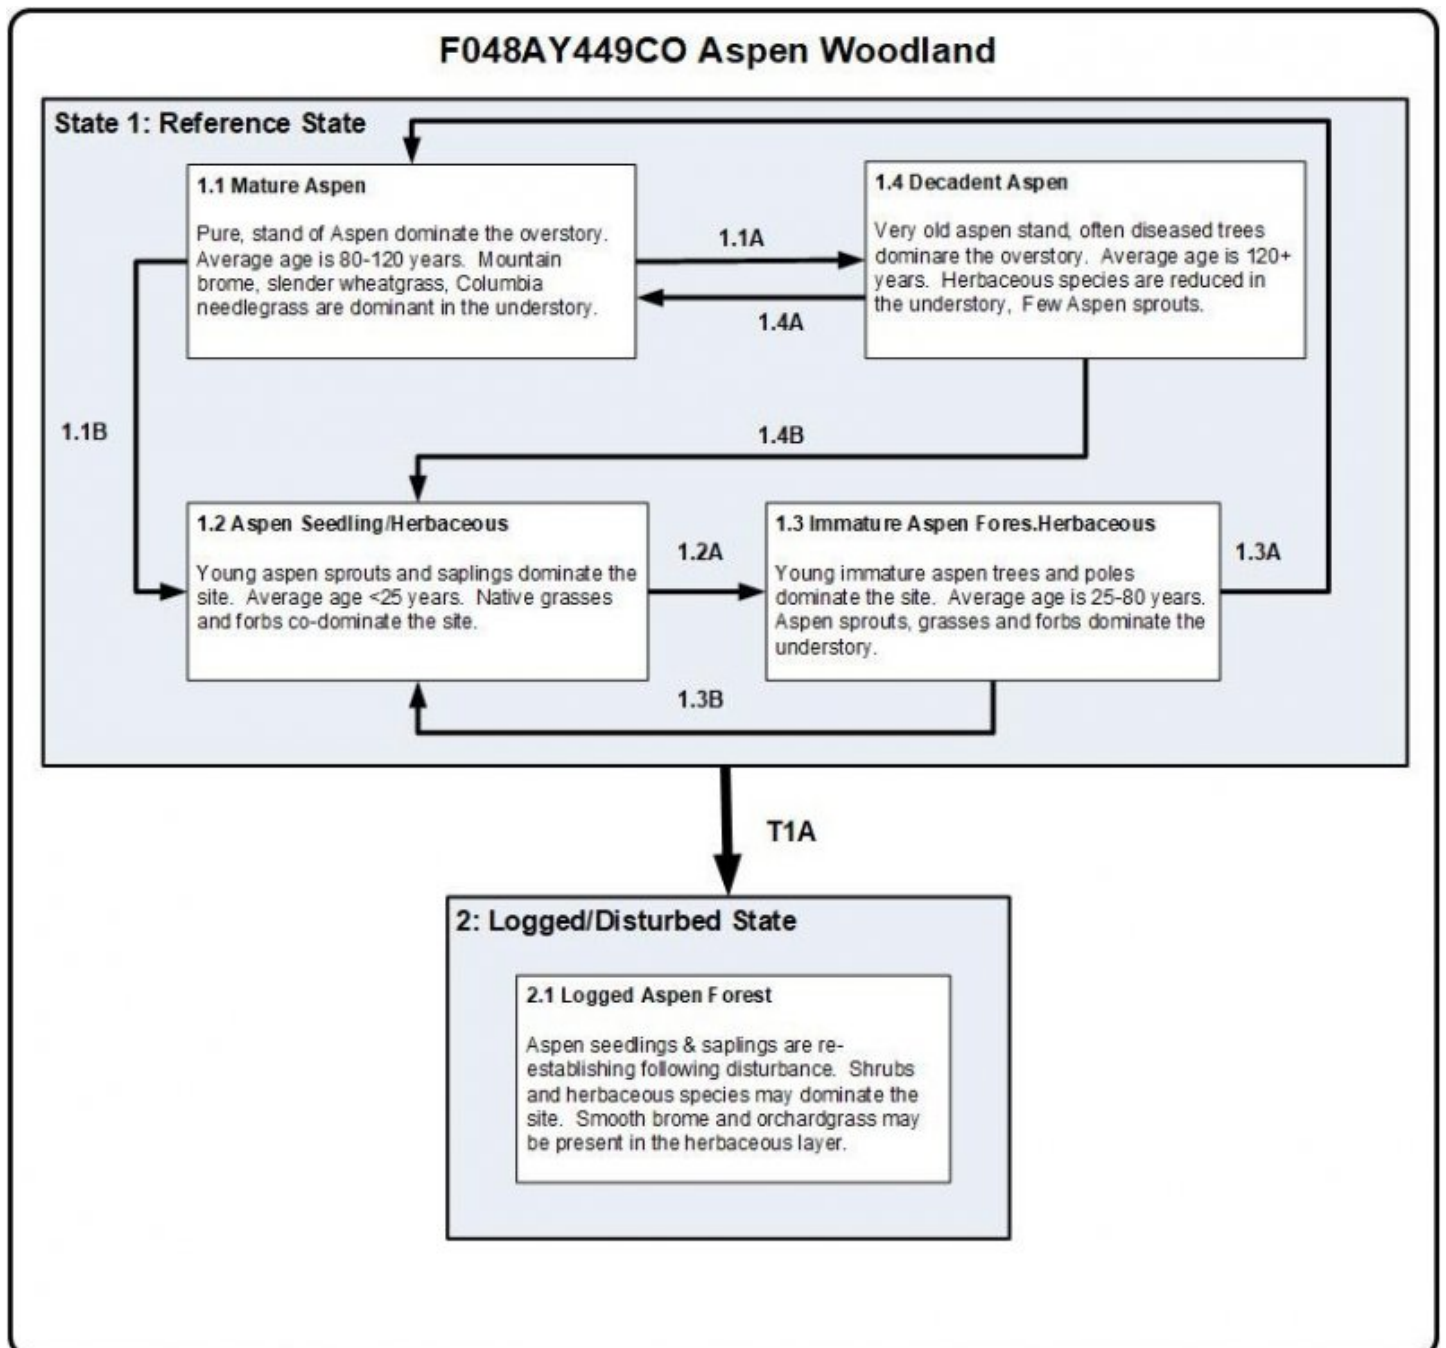 F048AY449CO Aspen Woodland
State 1: Reference State
1.1 Mature Aspen
Pure, stand of Aspen dominate the overstory.
Average age is 80-120 years. Mountain
brome, slender wheatgrass, Columbia
needlegrass are dominant in the understory.
1.1A
1.4A
1.4 Decadent Aspen
Very old aspen stand, often diseased trees
dominare the overstory. Average age is 120+
years. Herbaceous species are reduced in
the understory, Few Aspen sprouts.
1.1B
1.4B
1.2 Aspen Seedling/Herbaceous
Young aspen sprouts and saplings dominate the
site. Average age <25 years. Native grasses
and forbs co-dominate the site.
1.2A
1.3 Immature Aspen Fores.Herbaceous
Young immature aspen trees and poles
dominate the site. Average age is 25-80 years.
Aspen sprouts, grasses and forbs dominate the
understory.
1.3A
1.3B
T1A
2: Logged/Disturbed State
2.1 Logged Aspen Forest
Aspen seedlings & saplings are re-
establishing following disturbance. Shrubs
and herbaceous species may dominate the
site. Smooth brome and orchardgrass may
be present in the herbaceous layer.